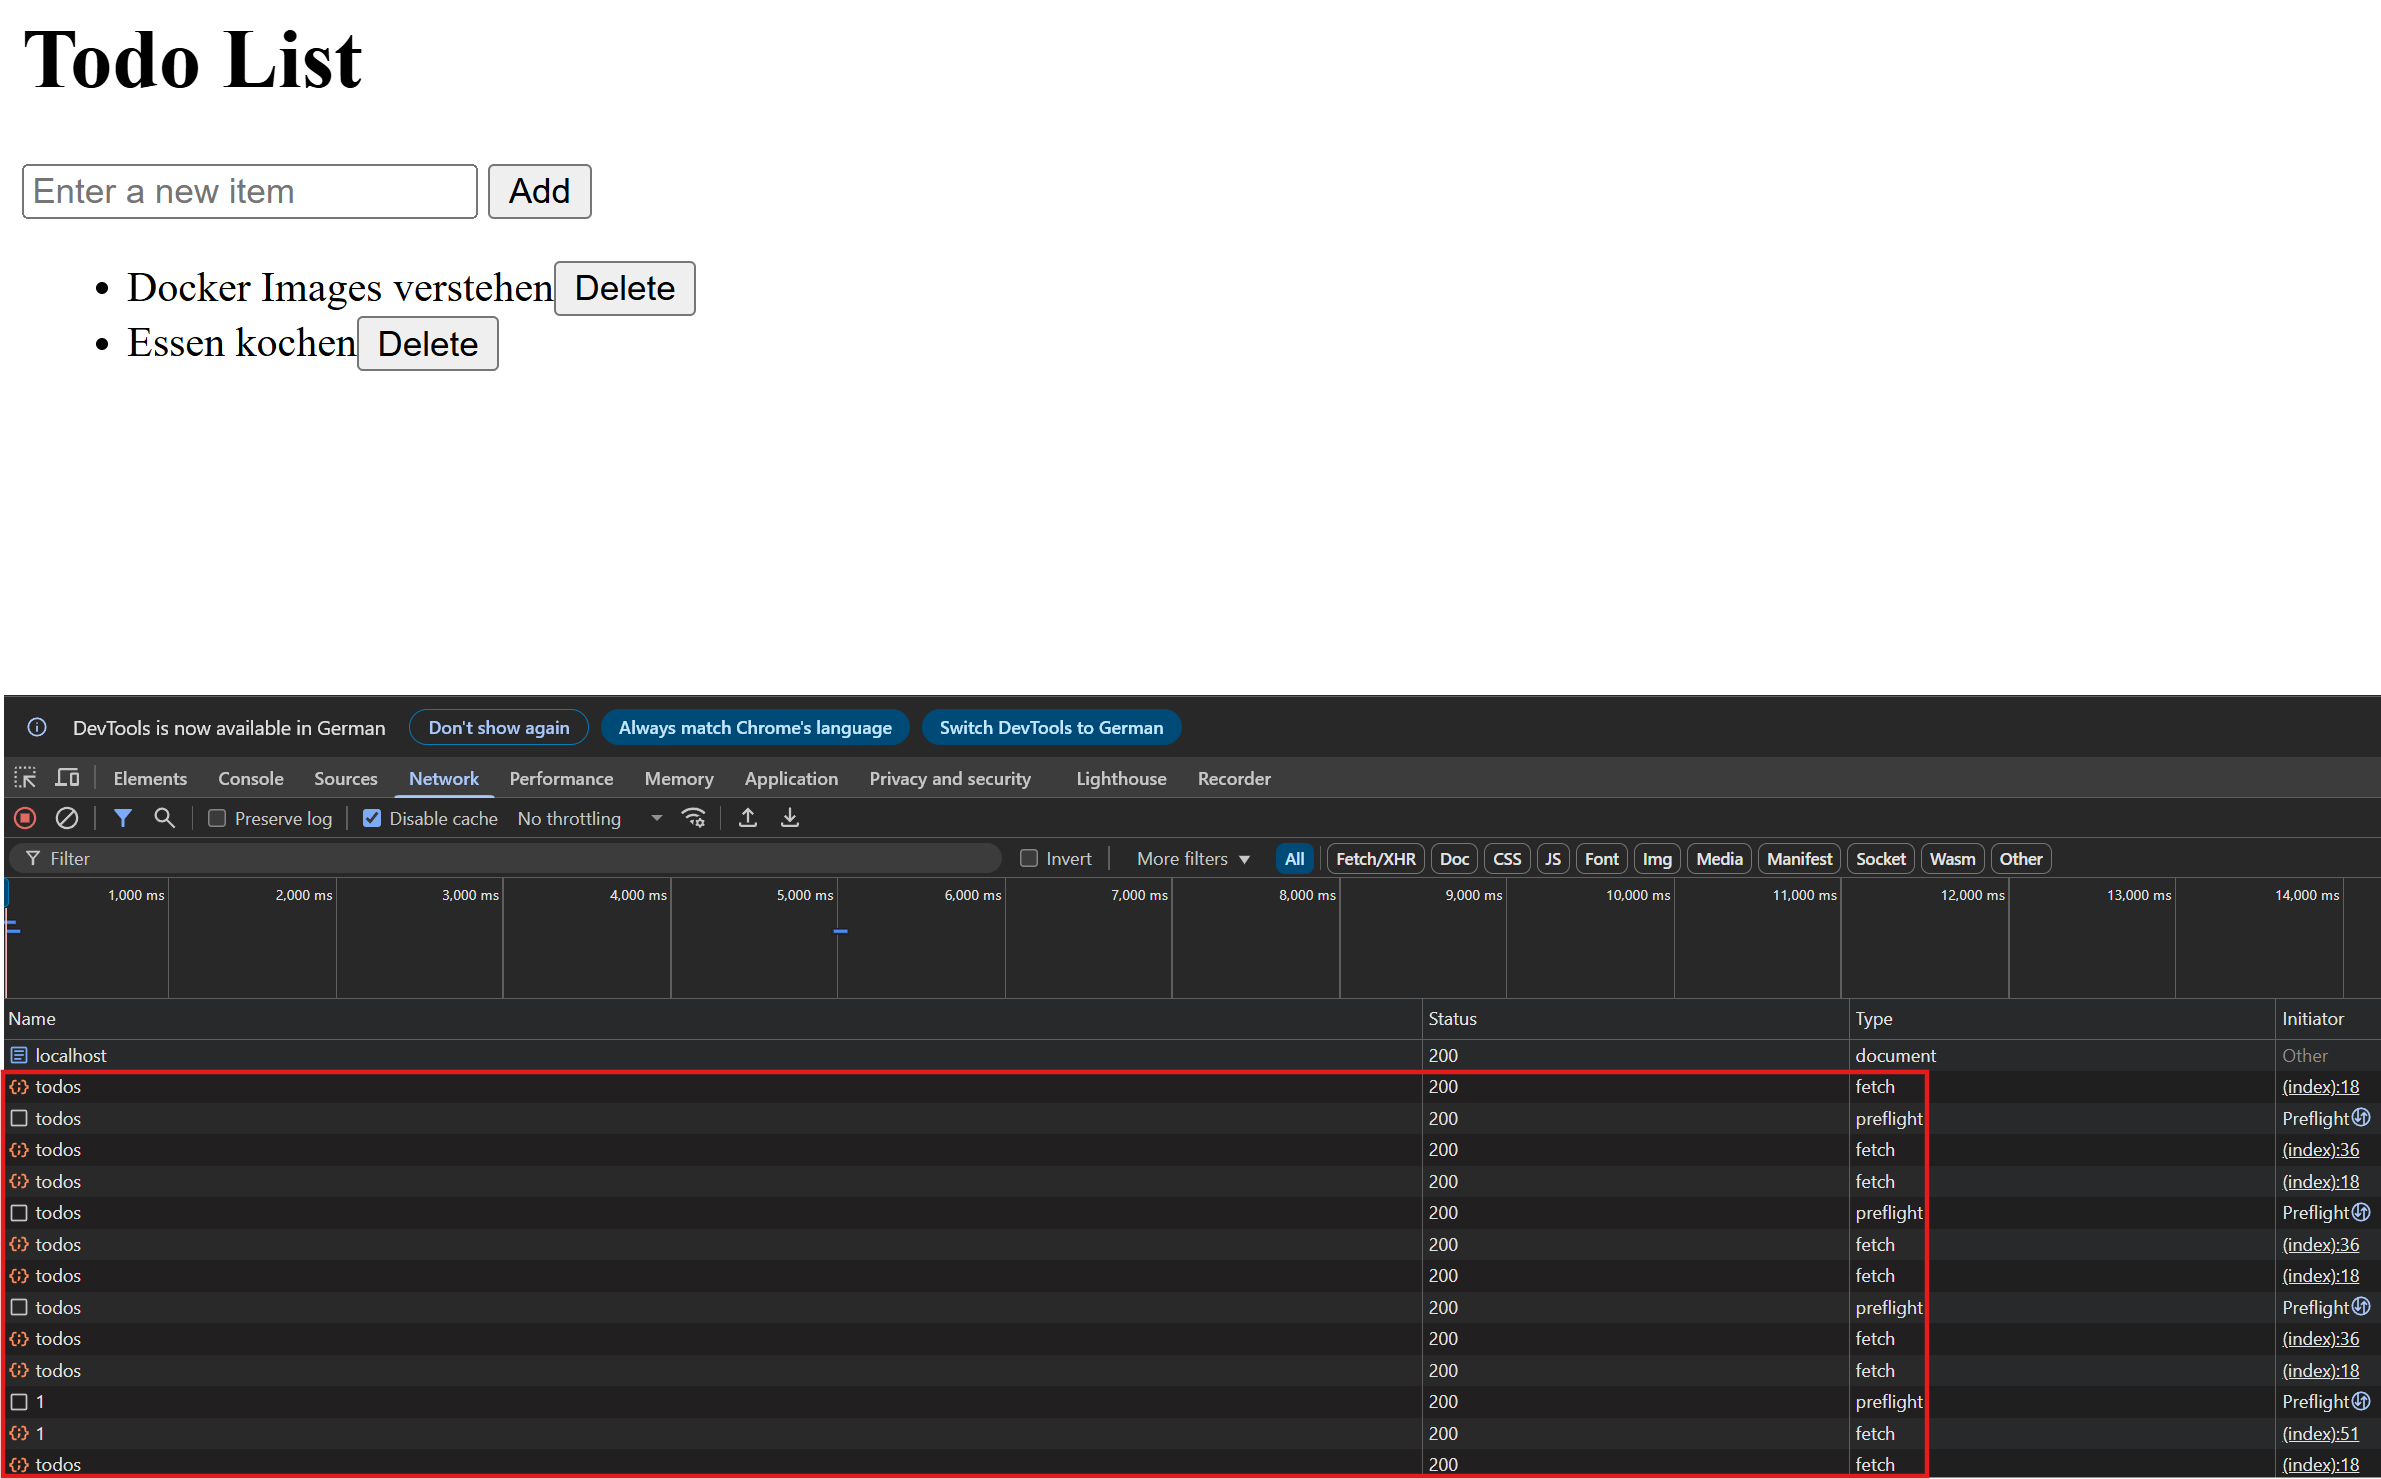 Todo List
Enter a new item Add
Docker Images verstehen Delete
Essen kochen Delete
DevTools is now available in German Don't show again Always match Chrome's language Switch DevTools to German
Elements Console Sources Network Performance Memory Application Privacy and security Lighthouse Recorder
Preserve log Disable cache No throttling
Filter Invert More filters All Fetch/XHR Doc CSS JS Font Img Media Manifest Socket Wasm Other
1,000 ms 2,000 ms 3,000 ms 4,000 ms 5,000 ms 6,000 ms 7,000 ms 8,000 ms 9,000 ms 10,000 ms 11,000 ms 12,000 ms 13,000 ms 14,000 ms
Name Status Type Initiator
localhost 200 document Other
todos 200 fetch (index):18
todos 200 preflight Preflight
todos 200 fetch (index):36
todos 200 fetch (index):18
todos 200 preflight Preflight
todos 200 fetch (index):36
todos 200 fetch (index):18
todos 200 preflight Preflight
todos 200 fetch (index):36
todos 200 fetch (index):18
1 200 preflight Preflight
1 200 fetch (index):51
todos 200 fetch (index):18